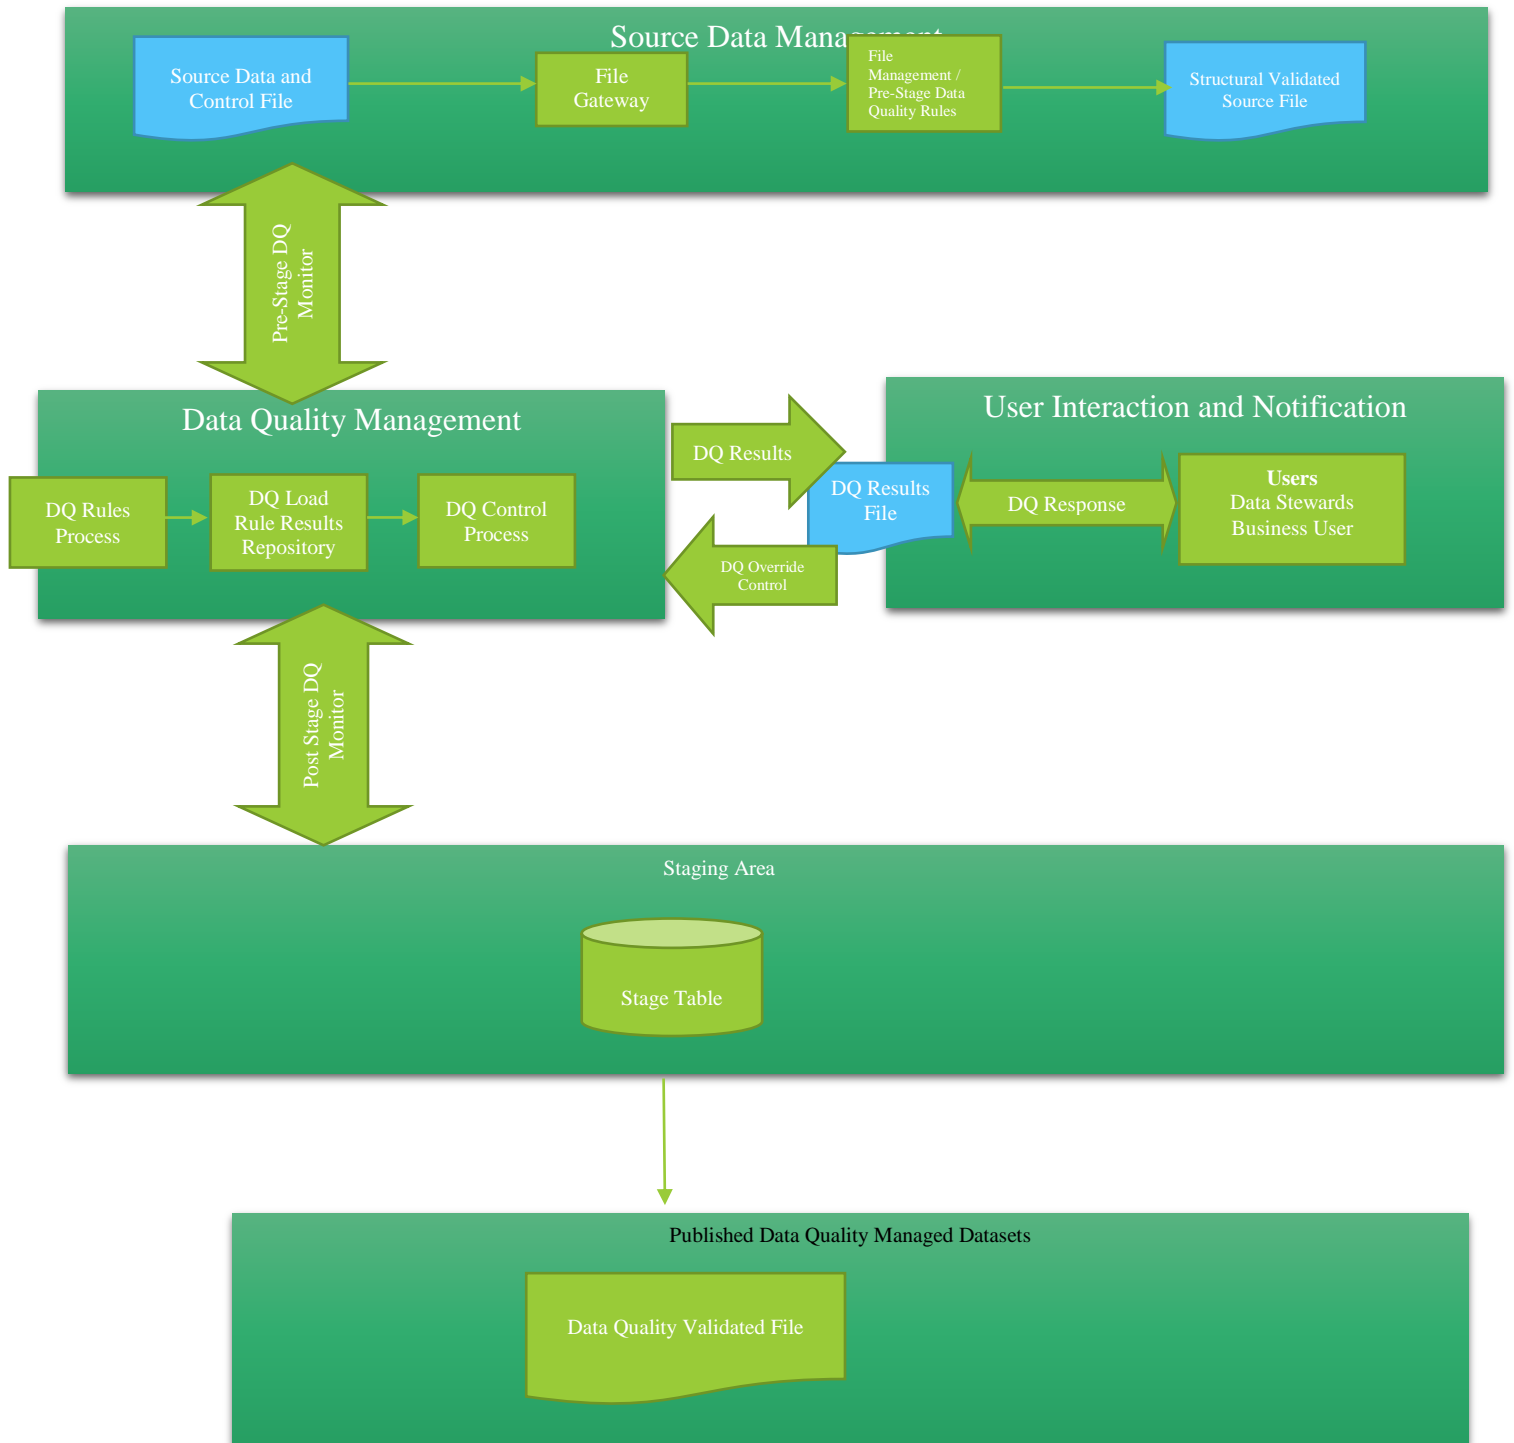 Source Data Management
Source Data and
Control File
File
Gateway
File
Management /
Pre-Stage Data
Quality Rules
Structural Validated
Source File
Pre-Stage DQ
Monitor
Data Quality Management
DQ Rules
Process
DQ Load
Rule Results
Repository
DQ Control
Process
DQ Results
DQ Override
Control
User Interaction and Notification
DQ Results
File
DQ Response
Users
Data Stewards
Business User
Post Stage DQ
Monitor
Staging Area
Stage Table
Published Data Quality Managed Datasets
Data Quality Validated File